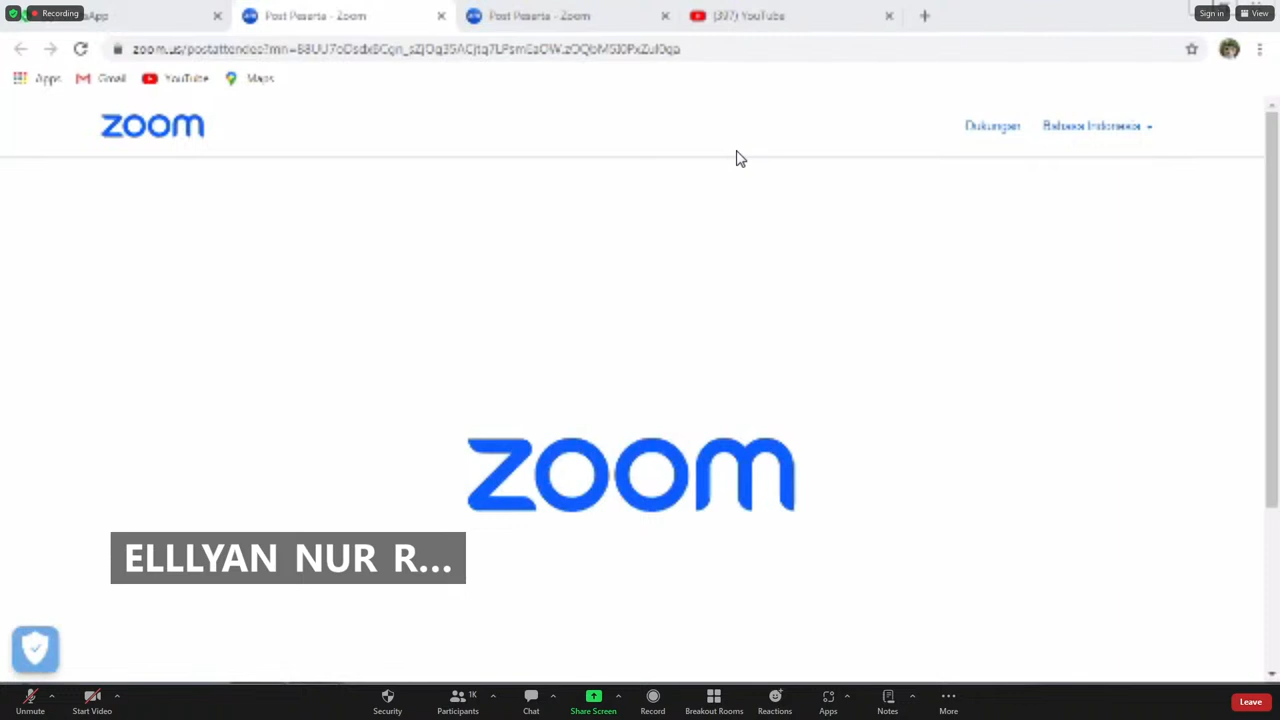 Recording
Sign in
View
App
Post Peserta - Zoom
Post Peserta - Zoom
(397) YouTube
Apps
Gmail
YouTube
Maps
zoom
Dukungan
Bahasa Indonesia
zoom
ELLLYAN NUR R...
Unmute
Start Video
Security
Participants
1K
Chat
Share Screen
Record
Breakout Rooms
Reactions
Apps
Notes
More
Leave